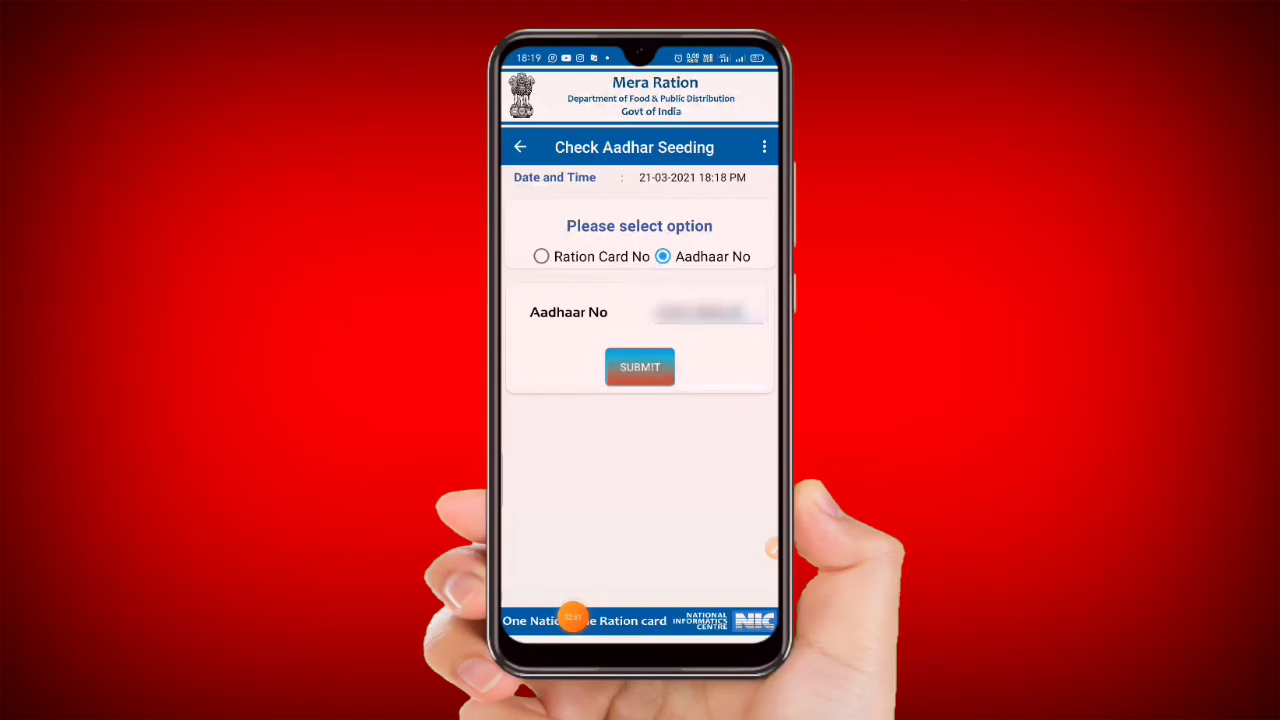 18:19
Mera Ration
Department of Food & Public Distribution
Govt of India
Check Aadhar Seeding
Date and Time : 21-03-2021 18:18 PM
Please select option
Ration Card No Aadhaar No
Aadhaar No
SUBMIT
One Nati e Ration card NATIONAL INFORMATICS CENTRE NIC